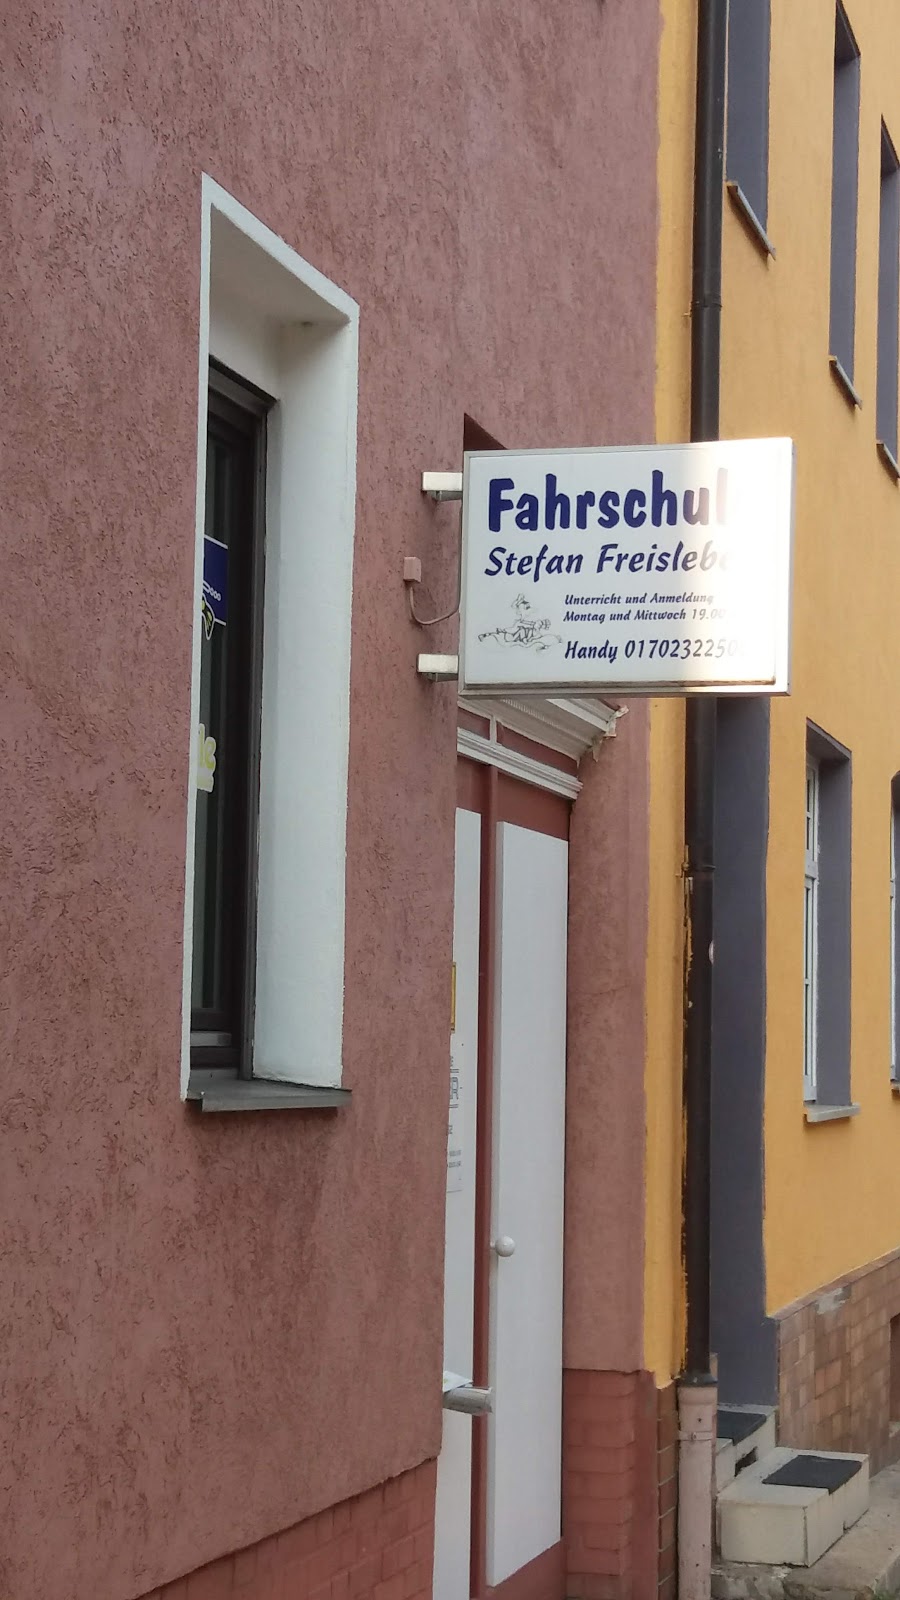 Fahrschul
Stefan Freisleb
Unterricht und Anmeldung
Montag und Mittwoch 19.00
Handy 0170232250